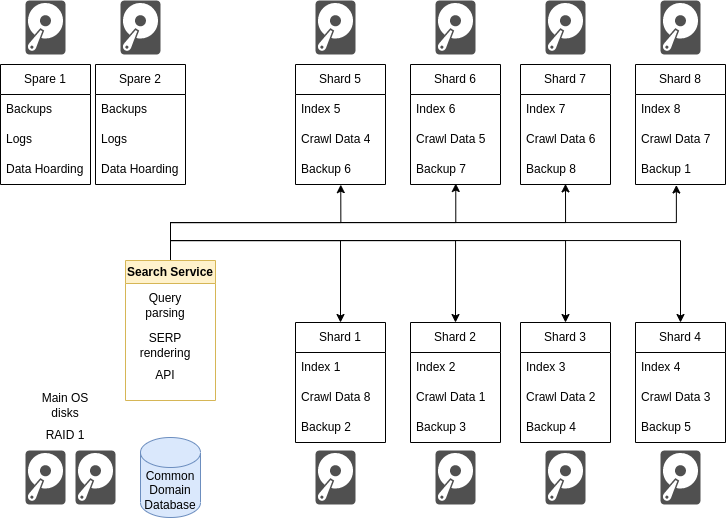 Spare 1
Backups
Logs
Data Hoarding
Spare 2
Backups
Logs
Data Hoarding
Shard 5
Index 5
Crawl Data 4
Backup 6
Shard 6
Index 6
Crawl Data 5
Backup 7
Shard 7
Index 7
Crawl Data 6
Backup 8
Shard 8
Index 8
Crawl Data 7
Backup 1
Search Service
Query
parsing
SERP
rendering
API
Shard 1
Index 1
Crawl Data 8
Backup 2
Shard 2
Index 2
Crawl Data 1
Backup 3
Shard 3
Index 3
Crawl Data 2
Backup 4
Shard 4
Index 4
Crawl Data 3
Backup 5
Main OS
disks
RAID 1
Common
Domain
Database